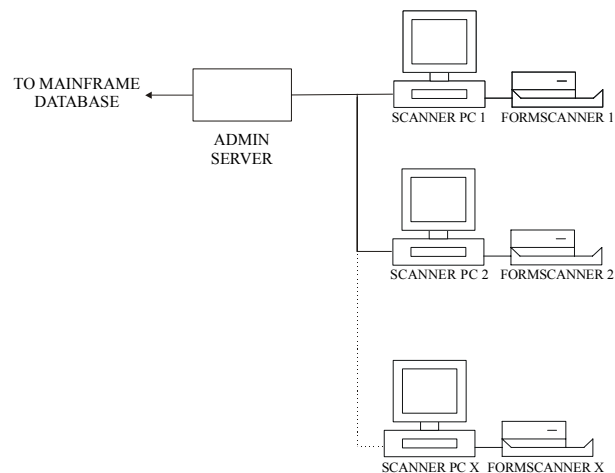 TO MAINFRAME
DATABASE
ADMIN
SERVER
SCANNER PC 1
FORMSCANNER 1
SCANNER PC 2
FORMSCANNER 2
SCANNER PC X
FORMSCANNER X